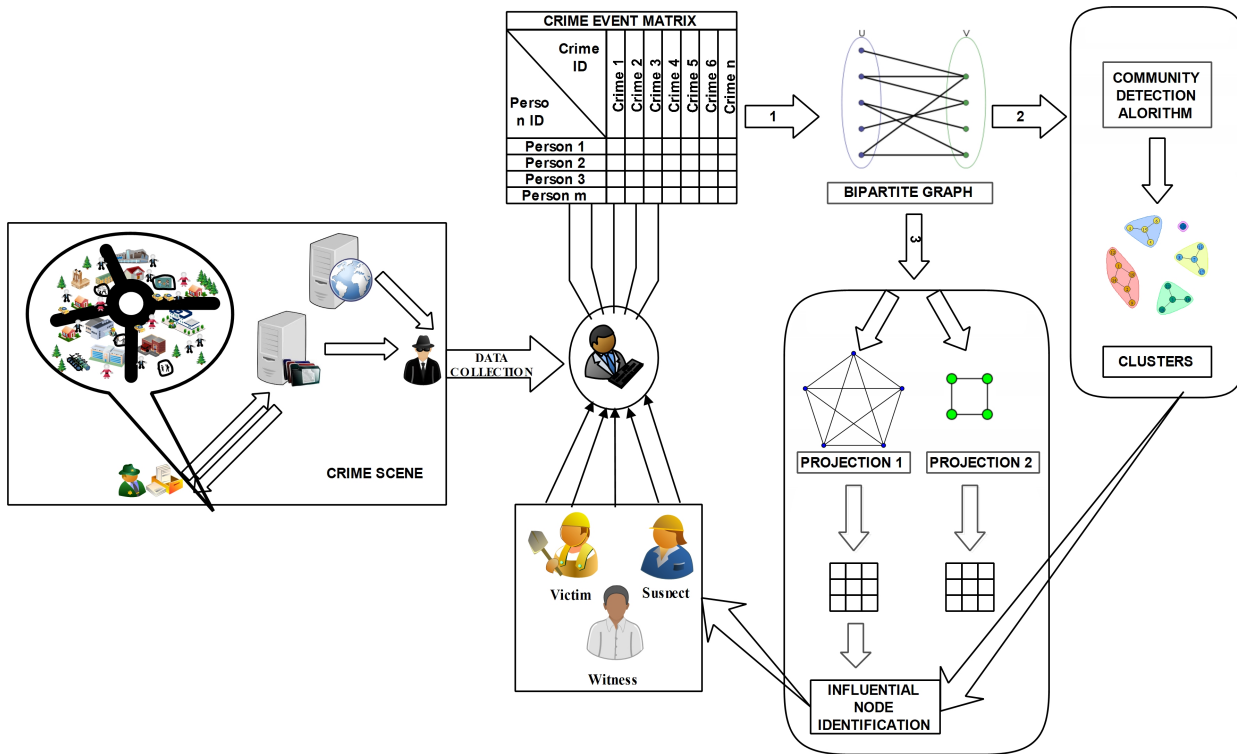 CRIME EVENT MATRIX
Crime
ID
Perso
n ID
Crime 1
Crime 2
Crime 3
Crime 4
Crime 5
Crime 6
Crime n
Person 1
Person 2
Person 3
Person m
1
U
V
BIPARTITE GRAPH
2
3
COMMUNITY
DETECTION
ALORITHM
CLUSTERS
DATA
COLLECTION
CRIME SCENE
PROJECTION 1
PROJECTION 2
Victim
Suspect
Witness
INFLUENTIAL
NODE
IDENTIFICATION